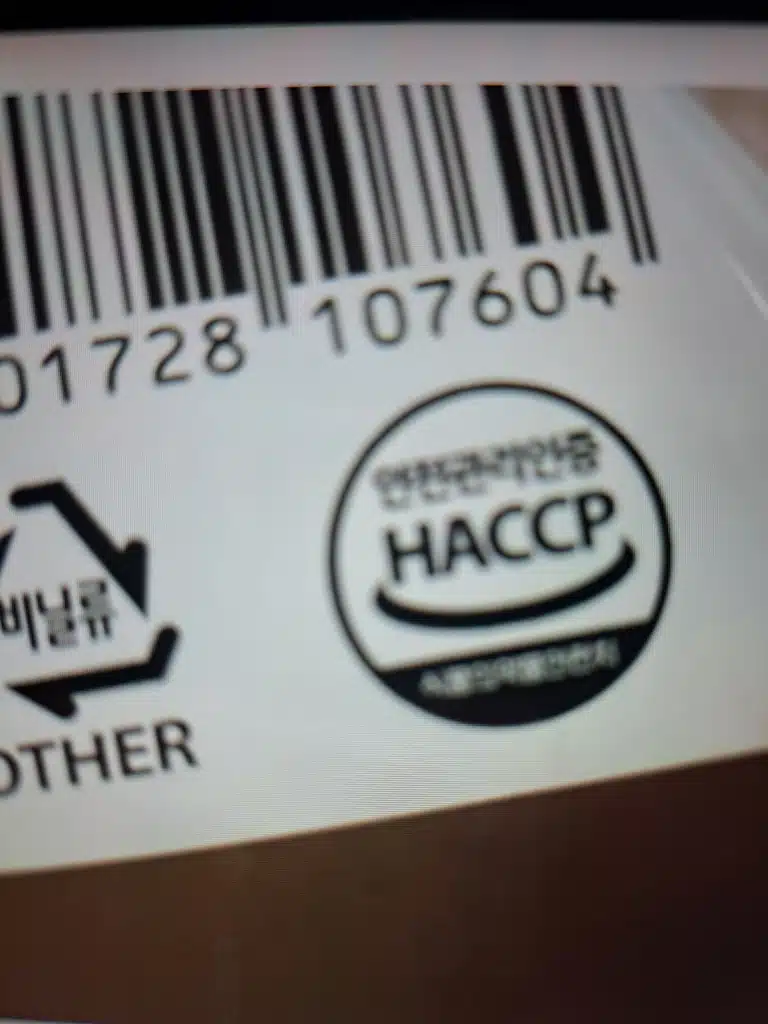 01728 107604
안전관리인증
HACCP
비닐류
식품의약품안전처
OTHER